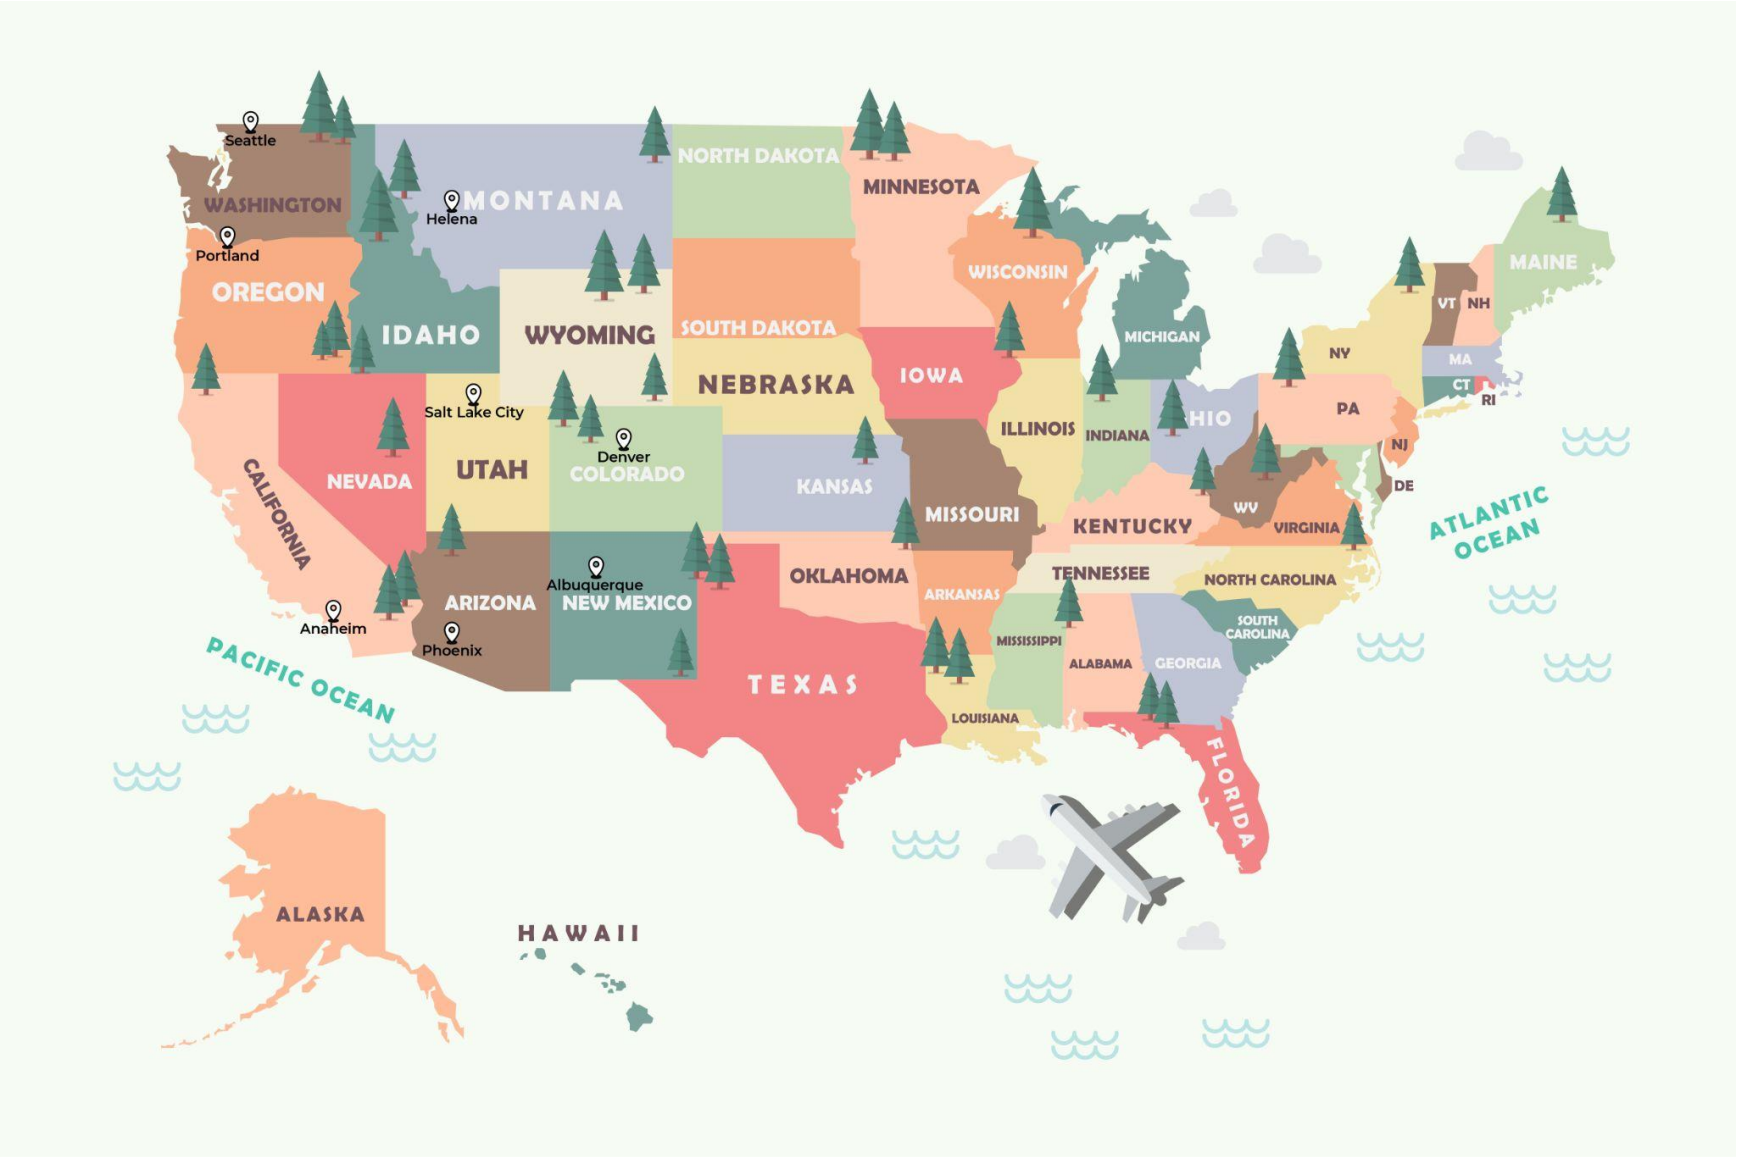 Seattle
WASHINGTON
Portland
OREGON
Helena
MONTANA
IDAHO
WYOMING
NORTH DAKOTA
SOUTH DAKOTA
MINNESOTA
WISCONSIN
MICHIGAN
NEBRASKA
IOWA
ILLINOIS
INDIANA
HIO
NY
PA
VT
NH
MAINE
MA
CT
RI
NJ
DE
CALIFORNIA
NEVADA
Salt Lake City
UTAH
Denver
COLORADO
KANSAS
MISSOURI
KENTUCKY
WV
VIRGINIA
ATLANTIC
OCEAN
Anaheim
ARIZONA
Phoenix
Albuquerque
NEW MEXICO
OKLAHOMA
ARKANSAS
TENNESSEE
NORTH CAROLINA
SOUTH
CAROLINA
MISSISSIPPI
ALABAMA
GEORGIA
TEXAS
LOUISIANA
FLORIDA
PACIFIC OCEAN
ALASKA
HAWAII